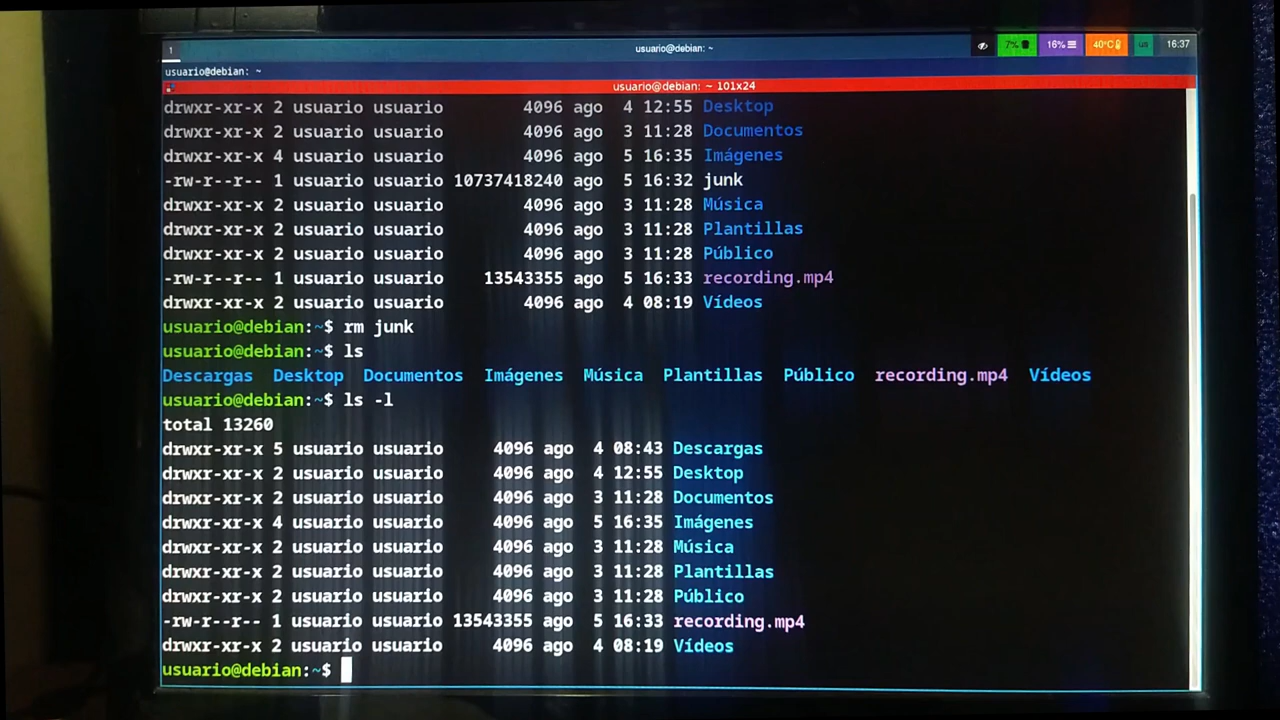 1 usuario@debian: ~ 7% 16% 40°C us 16:37
usuario@debian: ~
usuario@debian: ~ 101x24
drwxr-xr-x 2 usuario usuario 4096 ago 4 12:55 Desktop
drwxr-xr-x 2 usuario usuario 4096 ago 3 11:28 Documentos
drwxr-xr-x 4 usuario usuario 4096 ago 5 16:35 Imágenes
-rw-r--r-- 1 usuario usuario 10737418240 ago 5 16:32 junk
drwxr-xr-x 2 usuario usuario 4096 ago 3 11:28 Música
drwxr-xr-x 2 usuario usuario 4096 ago 3 11:28 Plantillas
drwxr-xr-x 2 usuario usuario 4096 ago 3 11:28 Público
-rw-r--r-- 1 usuario usuario 13543355 ago 5 16:33 recording.mp4
drwxr-xr-x 2 usuario usuario 4096 ago 4 08:19 Vídeos
usuario@debian:~$ rm junk
usuario@debian:~$ ls
Descargas Desktop Documentos Imágenes Música Plantillas Público recording.mp4 Vídeos
usuario@debian:~$ ls -l
total 13260
drwxr-xr-x 5 usuario usuario 4096 ago 4 08:43 Descargas
drwxr-xr-x 2 usuario usuario 4096 ago 4 12:55 Desktop
drwxr-xr-x 2 usuario usuario 4096 ago 3 11:28 Documentos
drwxr-xr-x 4 usuario usuario 4096 ago 5 16:35 Imágenes
drwxr-xr-x 2 usuario usuario 4096 ago 3 11:28 Música
drwxr-xr-x 2 usuario usuario 4096 ago 3 11:28 Plantillas
drwxr-xr-x 2 usuario usuario 4096 ago 3 11:28 Público
-rw-r--r-- 1 usuario usuario 13543355 ago 5 16:33 recording.mp4
drwxr-xr-x 2 usuario usuario 4096 ago 4 08:19 Vídeos
usuario@debian:~$